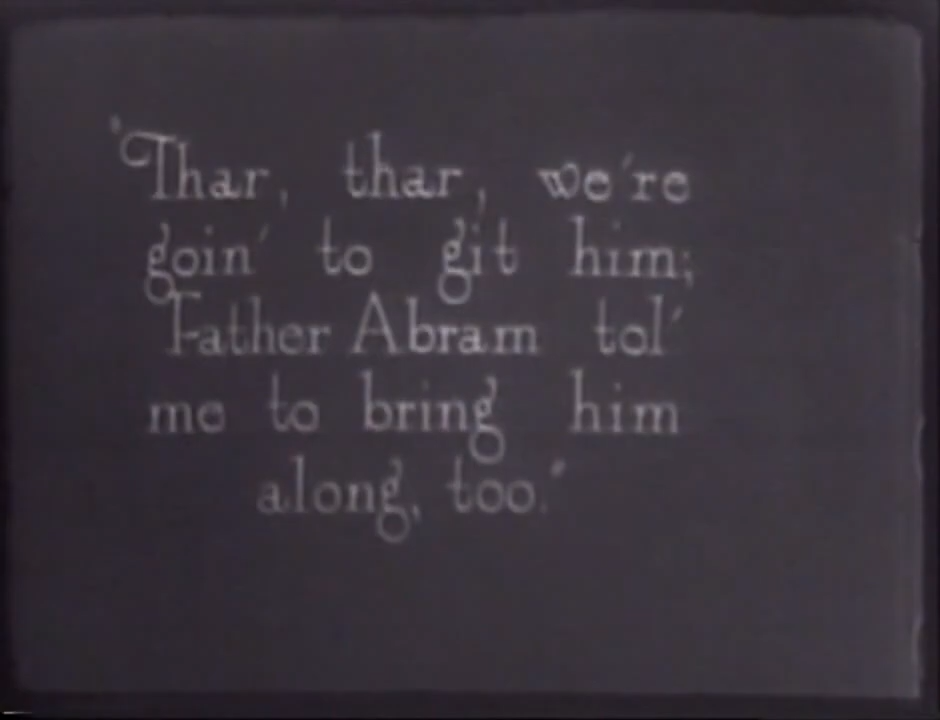 "Thar, thar, we're
goin' to git him;
Father Abram tol'
me to bring him
along, too."